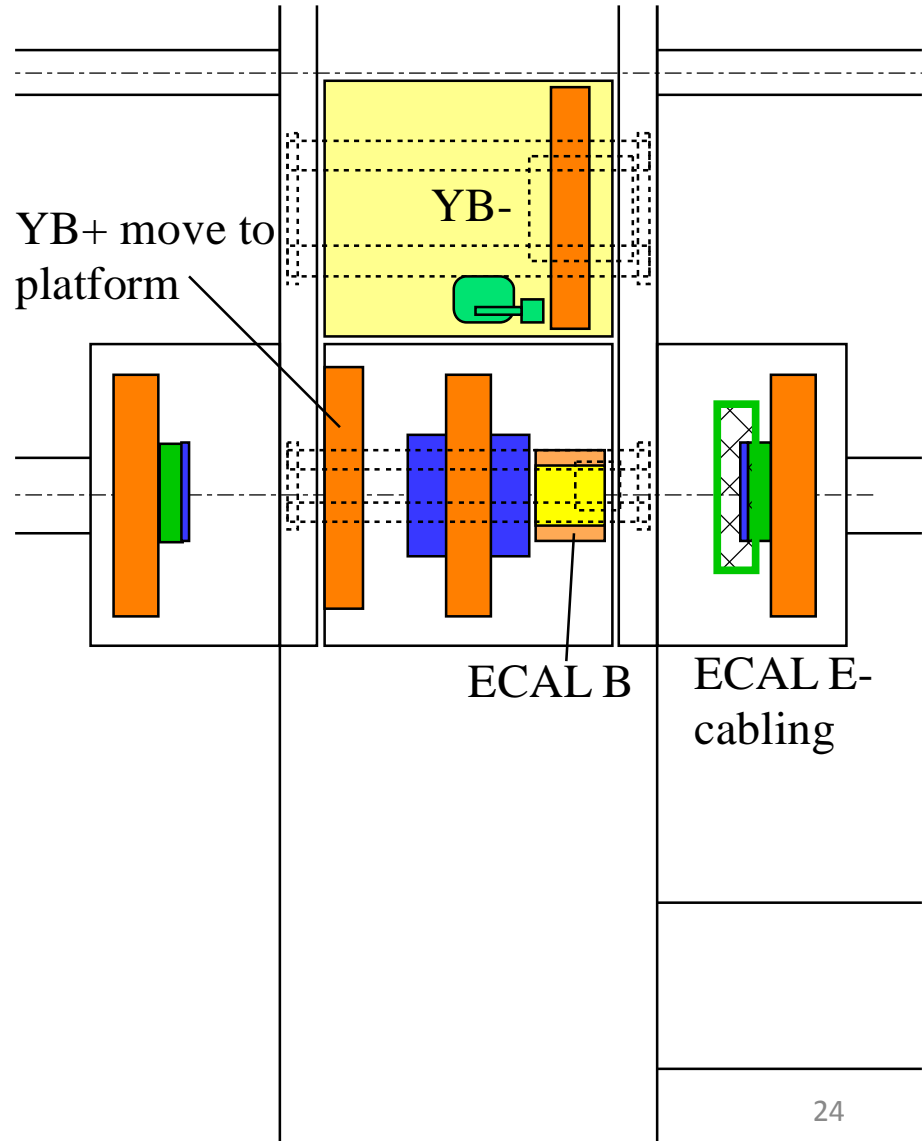 YB-
YB+ move to
platform
ECAL B
ECAL E-
cabling
24